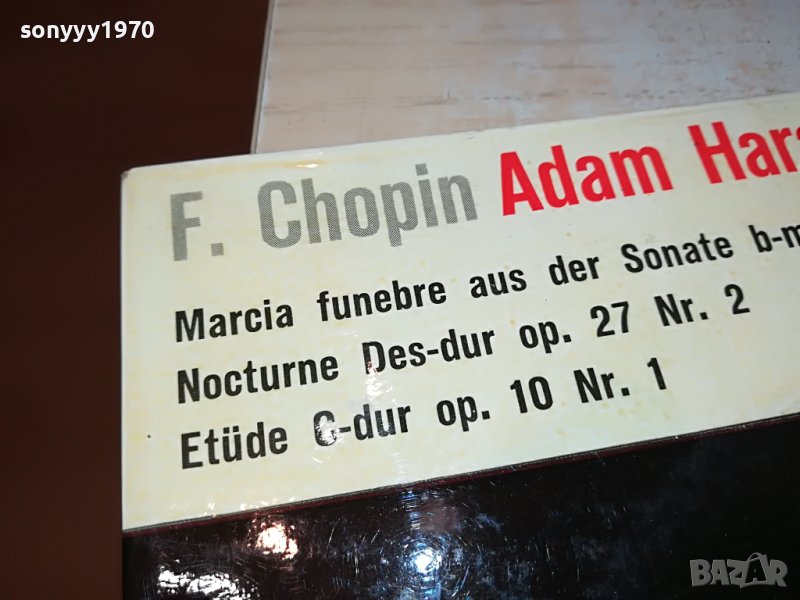 sonyyy1970
F. Chopin Adam Hara
Marcia funebre aus der Sonate b-m
Nocturne Des-dur op. 27 Nr. 2
Etüde C-dur op. 10 Nr. 1
BAZAR